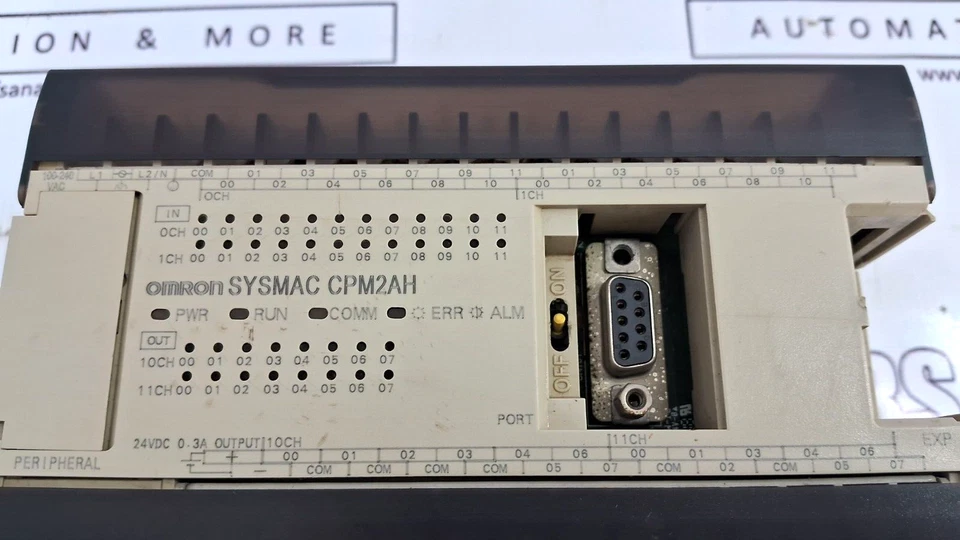 ION & MORE
AUTOMAT
sana
www
100-240 L1 L2/N COM 01 03 05 07 09 11 01 03 05 07 09 11
VAC 00 02 04 06 08 10 00 02 04 06 08 10
0CH 1CH
IN
0CH 00 01 02 03 04 05 06 07 08 09 10 11
1CH 00 01 02 03 04 05 06 07 08 09 10 11
OMRON SYSMAC CPM2AH
PWR RUN COMM ERR ALM
OUT
10CH 00 01 02 03 04 05 06 07
11CH 00 01 02 03 04 05 06 07
ON
OFF
PORT
24VDC 0.3A OUTPUT 10CH 11CH EXP
+ 00 01 02 03 04 06 00 01 03 04 06
PERIPHERAL − COM COM COM COM 05 07 COM 02 COM 05 07